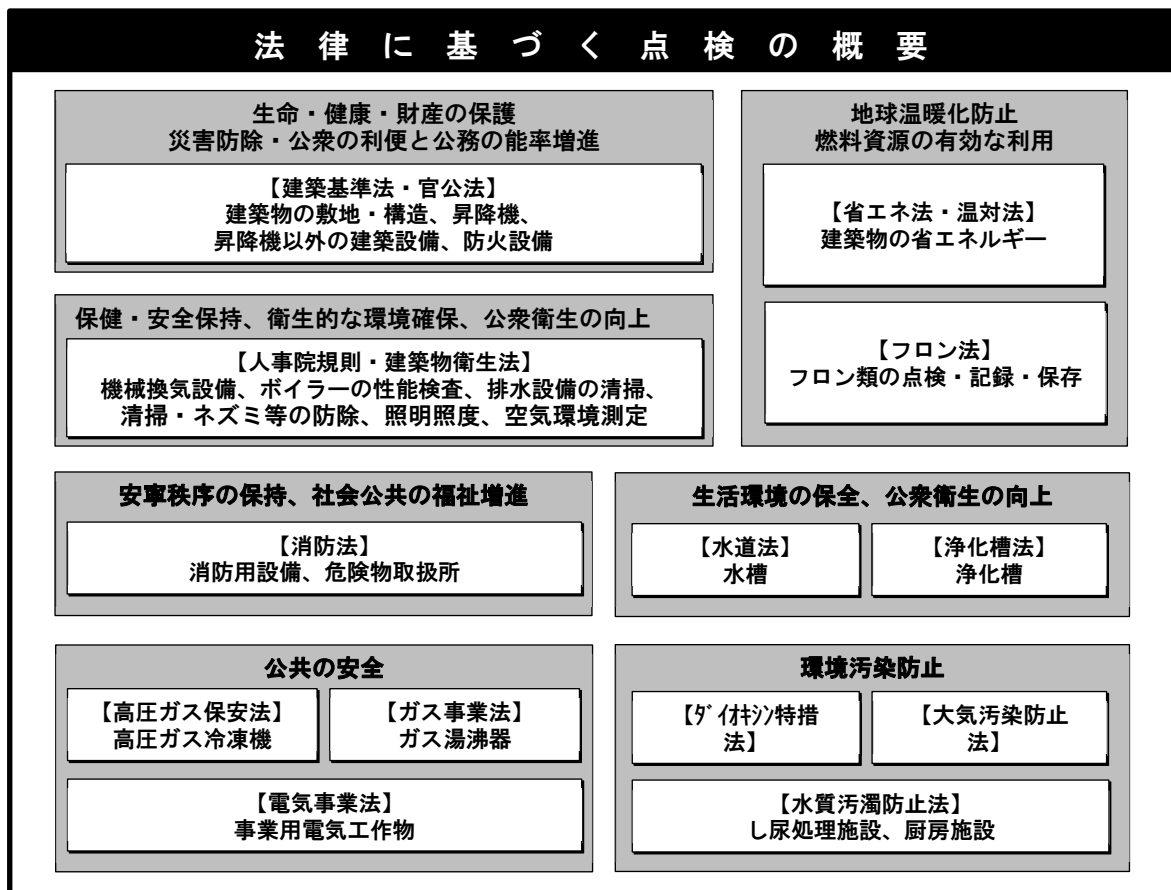 法律に基づく点検の概要
生命・健康・財産の保護
災害防除・公衆の利便と公務の能率増進
【建築基準法・官公法】
建築物の敷地・構造、昇降機、
昇降機以外の建築設備、防火設備
地球温暖化防止
燃料資源の有効な利用
【省エネ法・温対法】
建築物の省エネルギー
【フロン法】
フロン類の点検・記録・保存
保健・安全保持、衛生的な環境確保、公衆衛生の向上
【人事院規則・建築物衛生法】
機械換気設備、ボイラーの性能検査、排水設備の清掃、
清掃・ネズミ等の防除、照明照度、空気環境測定
安寧秩序の保持、社会公共の福祉増進
【消防法】
消防用設備、危険物取扱所
生活環境の保全、公衆衛生の向上
【水道法】
水槽
【浄化槽法】
浄化槽
公共の安全
【高圧ガス保安法】
高圧ガス冷凍機
【ガス事業法】
ガス湯沸器
【電気事業法】
事業用電気工作物
環境汚染防止
【ダイオキシン特措
法】
【大気汚染防止
法】
【水質汚濁防止法】
し尿処理施設、厨房施設